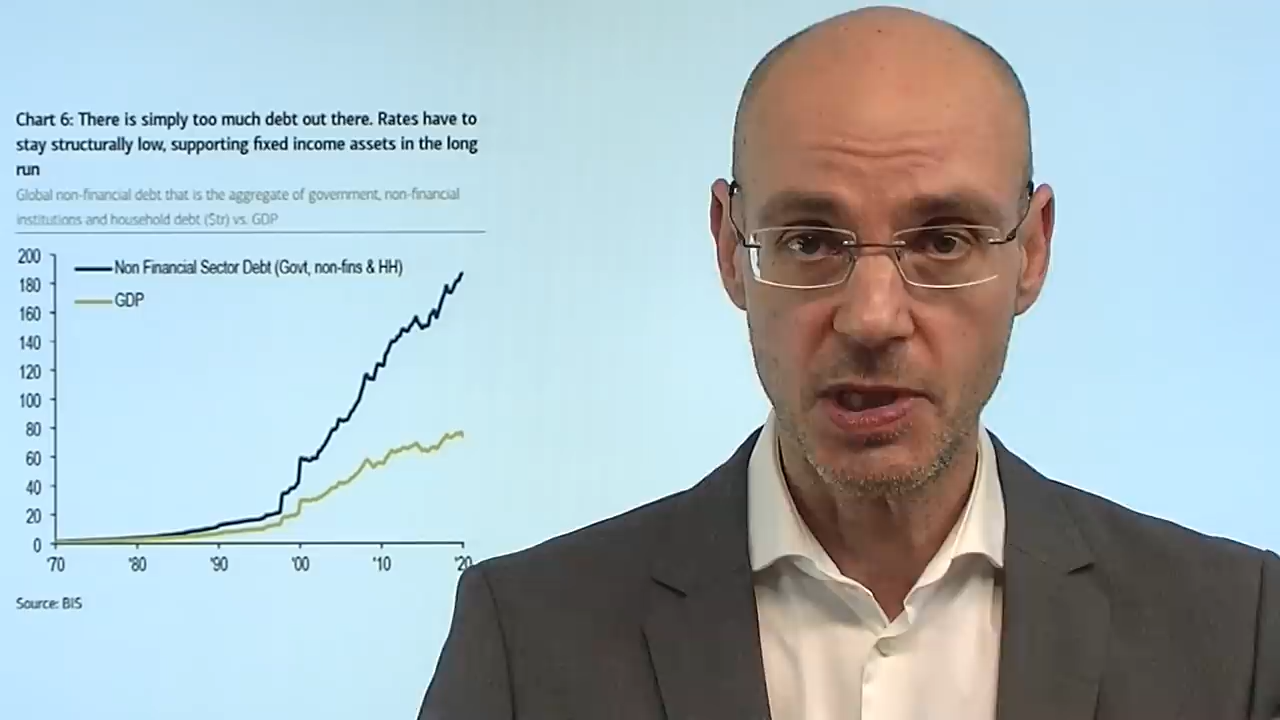 Chart 6: There is simply too much debt out there. Rates have to
stay structurally low, supporting fixed income assets in the long
run
Global non-financial debt that is the aggregate of government, non-financial
institutions and household debt ($tr) vs. GDP
200
180
160
140
120
100
80
60
40
20
0
Non Financial Sector Debt (Govt, non-fins & HH)
GDP
'70 '80 '90 '00 '10 '20
Source: BIS